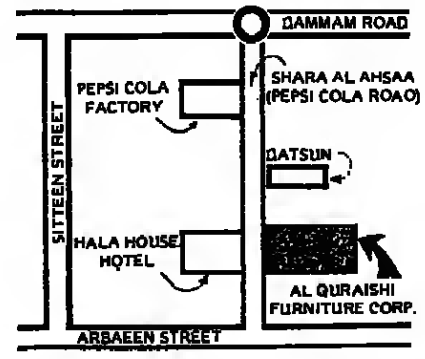 DAMMAM ROAD
PEPSI COLA
FACTORY
SHARA AL AHSAA
(PEPSI COLA ROAD)
SITTEEN STREET
DATSUN
HALA HOUSE
HOTEL
AL QURAISHI
FURNITURE CORP.
ARBAEEN STREET